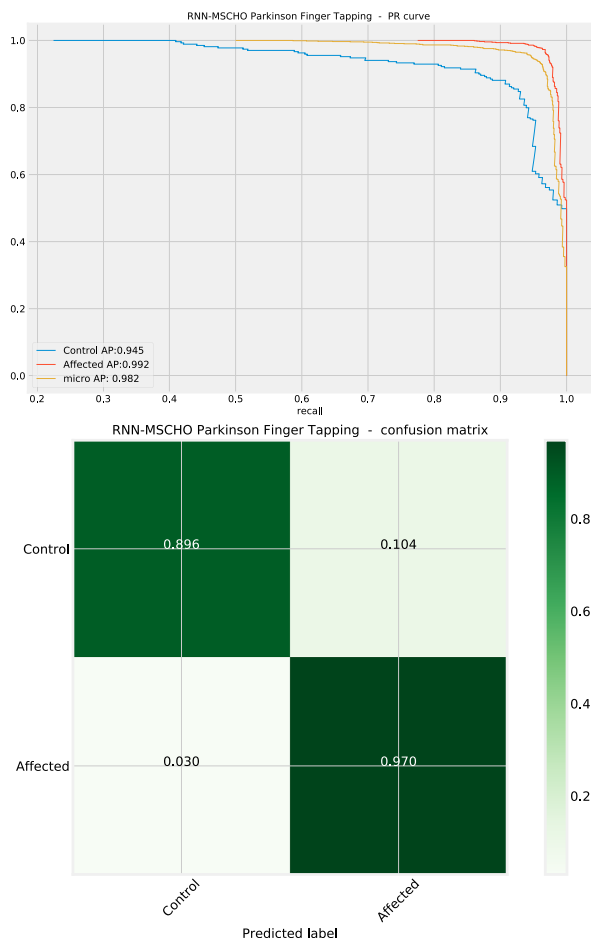 RNN-MSCHO Parkinson Finger Tapping - PR curve
1.0
0.8
0.6
0.4
0.2
0.0
Control AP:0.945
Affected AP:0.992
micro AP: 0.982
0.2 0.3 0.4 0.5 0.6 0.7 0.8 0.9 1.0
recall
RNN-MSCHO Parkinson Finger Tapping - confusion matrix
Control 0.896 0.104
Affected 0.030 0.970
0.8
0.6
0.4
0.2
Control Affected
Predicted label